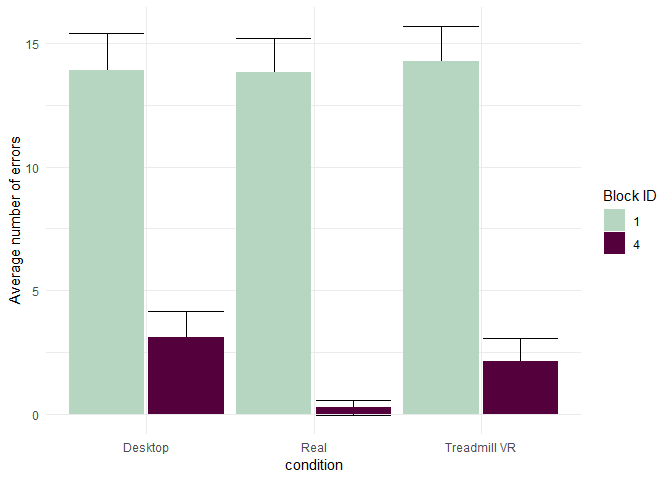 Average number of errors
15
10
5
0
Desktop
Real
Treadmill VR
condition
Block ID
1
4